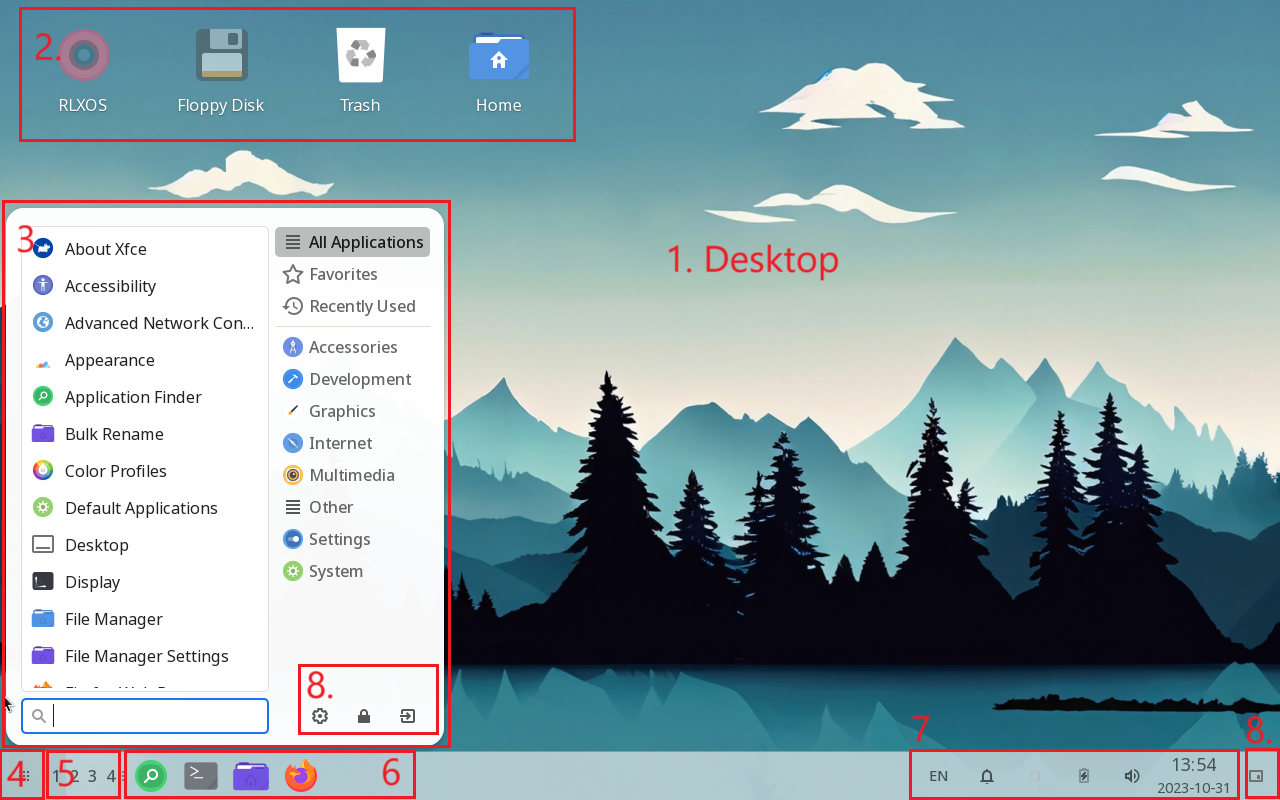 2.
RLXOS
Floppy Disk
Trash
Home
1. Desktop
3
About Xfce
Accessibility
Advanced Network Con...
Appearance
Application Finder
Bulk Rename
Color Profiles
Default Applications
Desktop
Display
File Manager
File Manager Settings
All Applications
Favorites
Recently Used
Accessories
Development
Graphics
Internet
Multimedia
Other
Settings
System
8.
4
5
1 2 3 4
6
7
EN
13:54
2023-10-31
8.